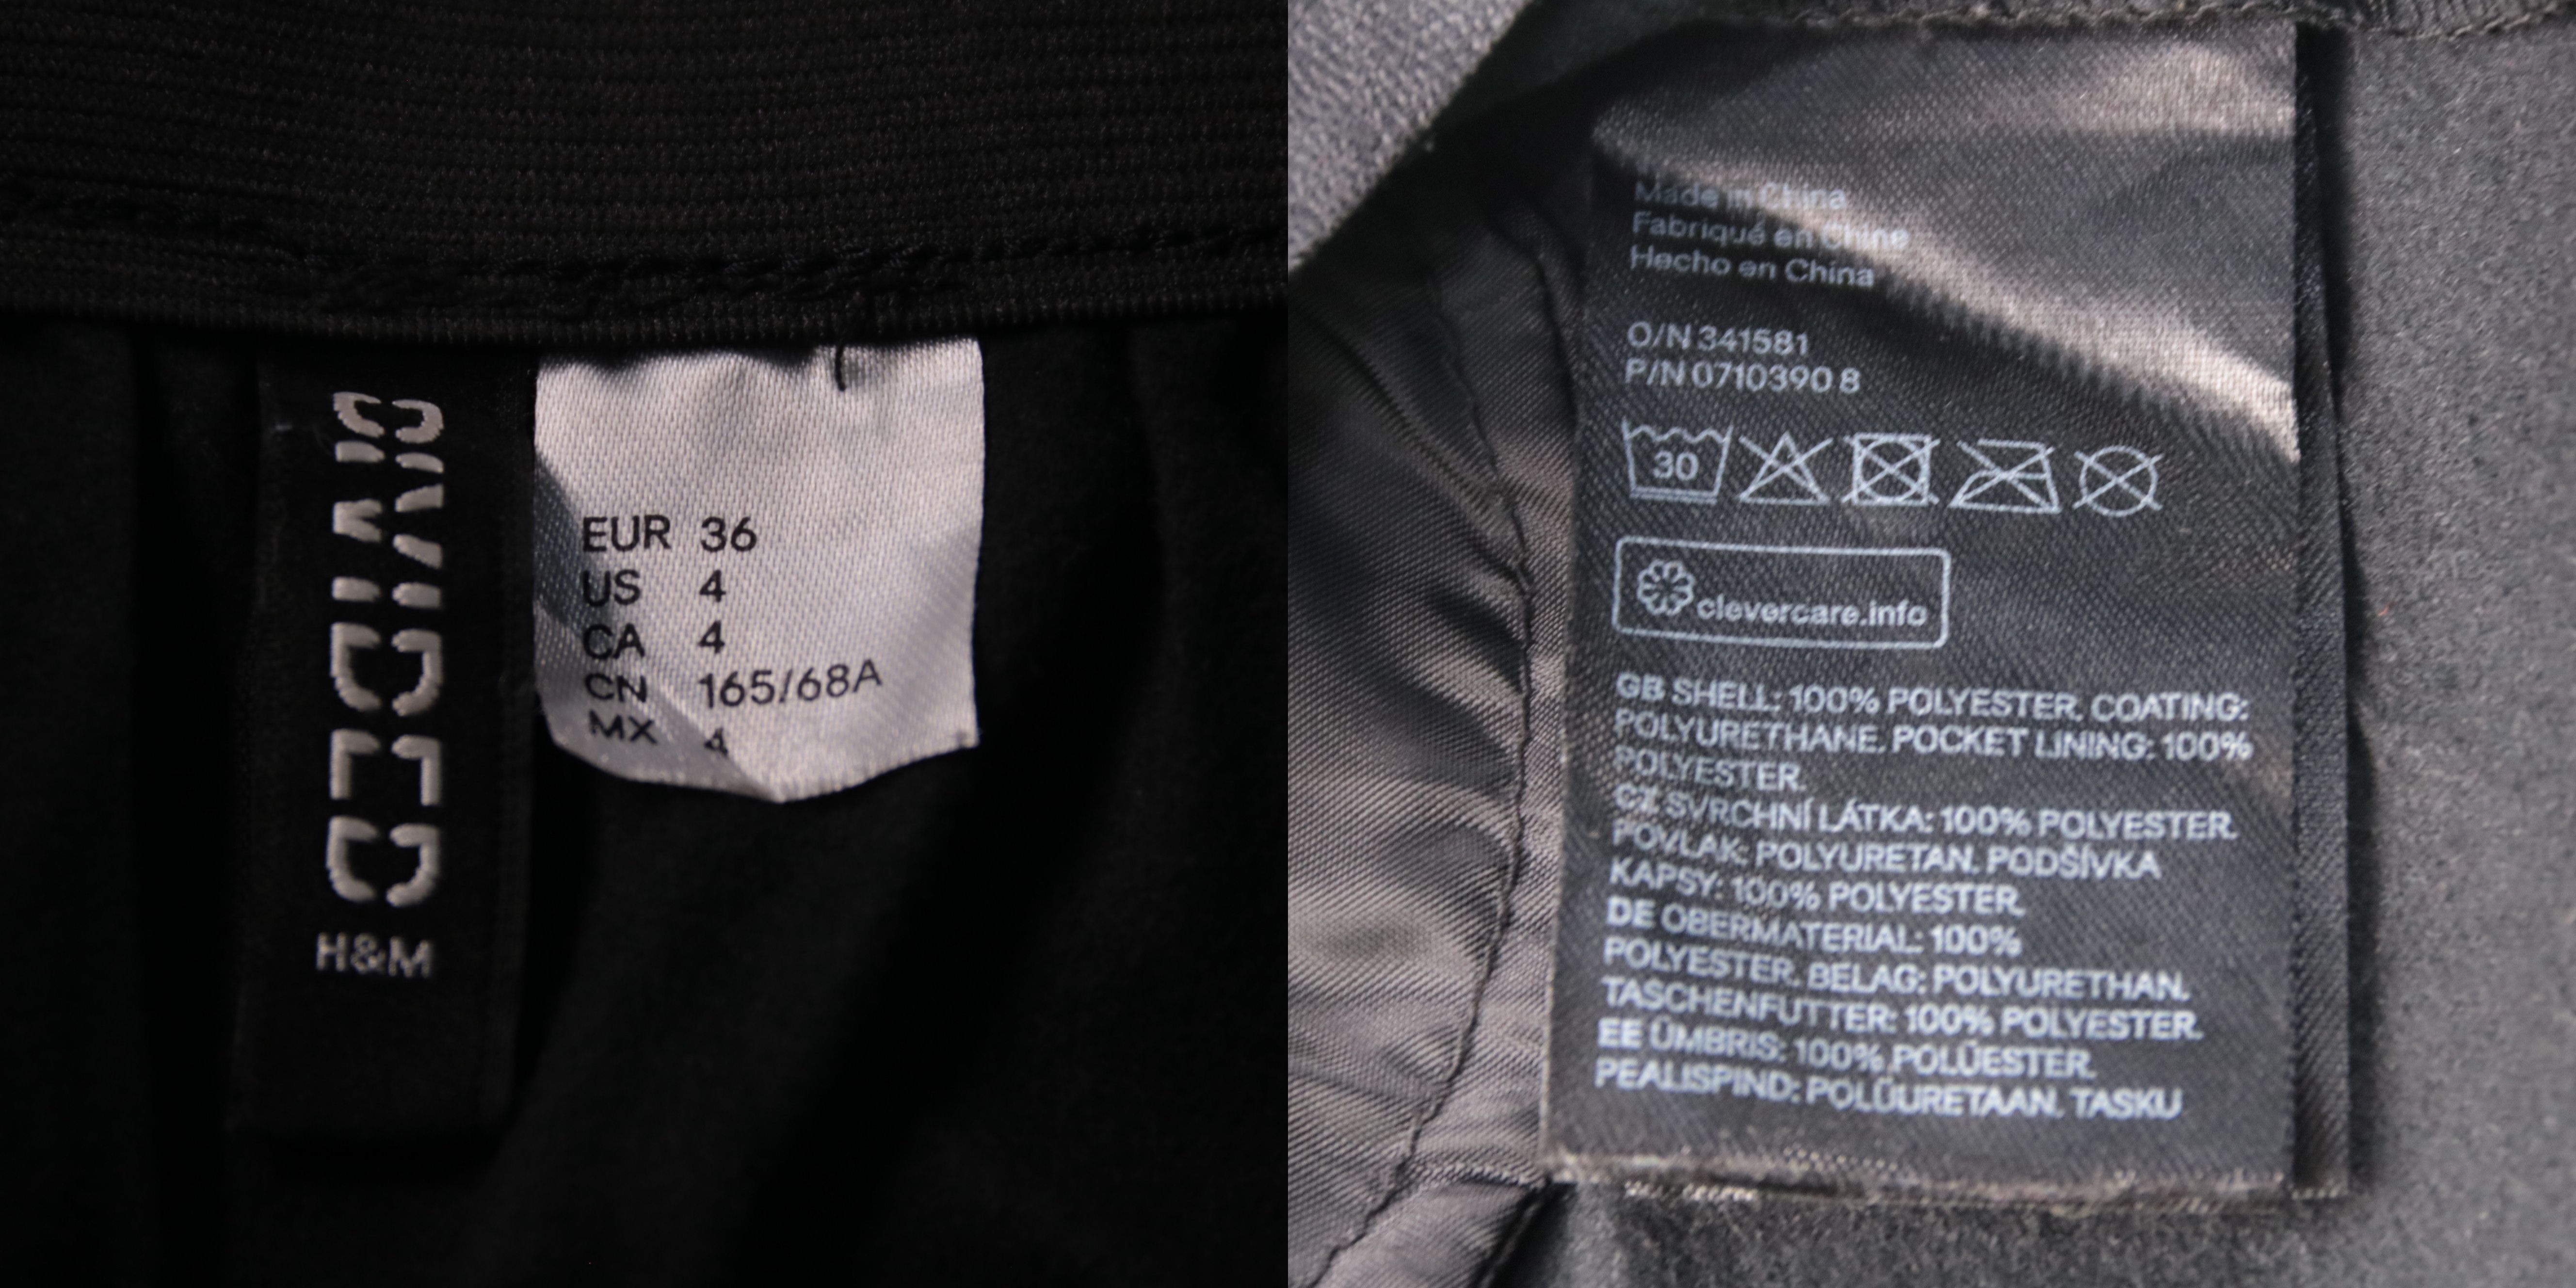 DIVIDED
H&M
EUR 36
US 4
CA 4
CN 165/68A
MX 4
Made in China
Fabriqué en Chine
Hecho en China
O/N 341581
P/N 0710390 8
30
clevercare.info
GB SHELL: 100% POLYESTER. COATING:
POLYURETHANE. POCKET LINING: 100%
POLYESTER.
CZ SVRCHNÍ LÁTKA: 100% POLYESTER.
POVLAK: POLYURETAN. PODŠÍVKA
KAPSY: 100% POLYESTER.
DE OBERMATERIAL: 100%
POLYESTER. BELAG: POLYURETHAN.
TASCHENFUTTER: 100% POLYESTER.
EE ÜMBRIS: 100% POLÜESTER.
PEALISPIND: POLÜURETAAN. TASKU